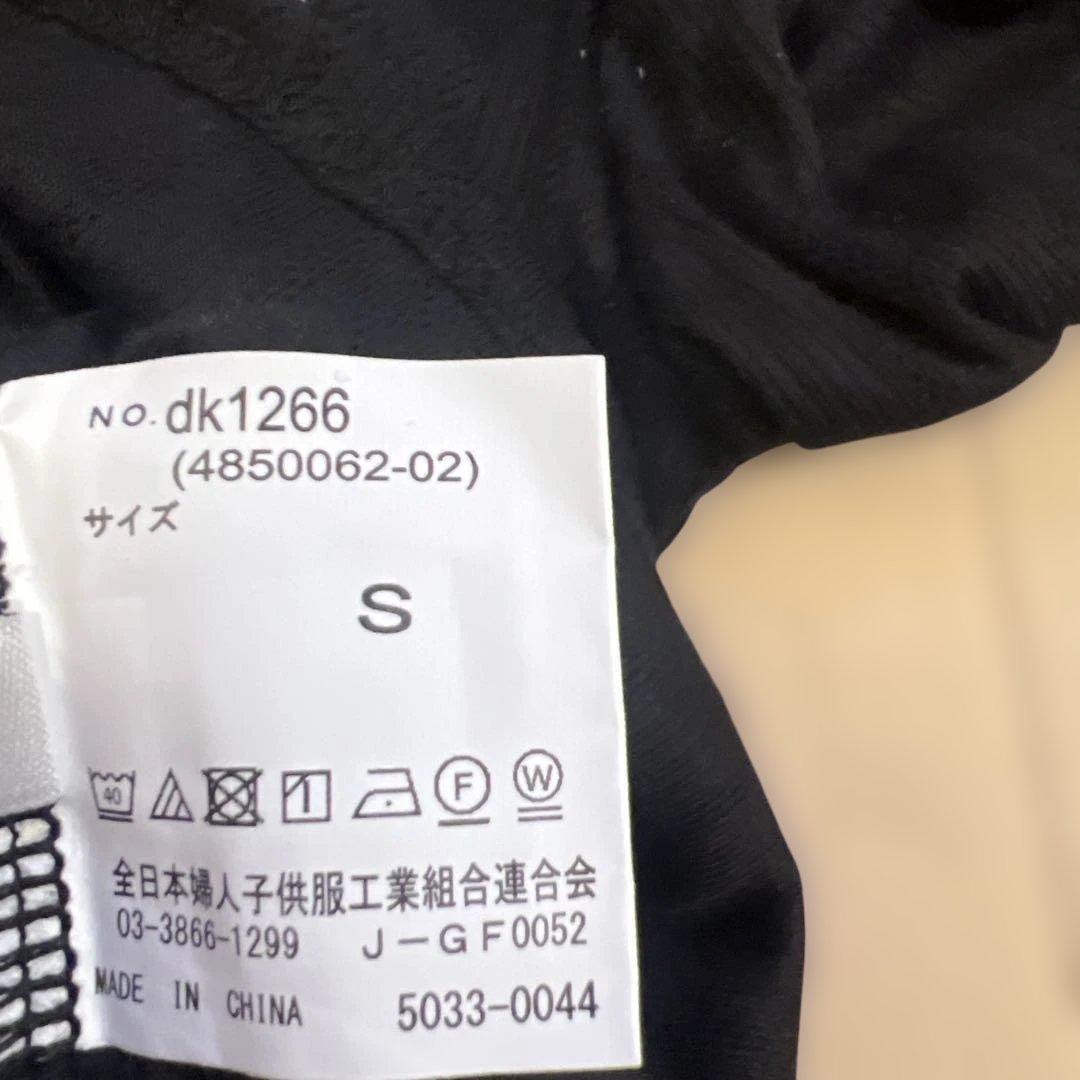 NO. dk1266
(4850062-02)
サイズ
S
40 F W
全日本婦人子供服工業組合連合会
03-3866-1299 J－GF0052
MADE IN CHINA 5033-0044